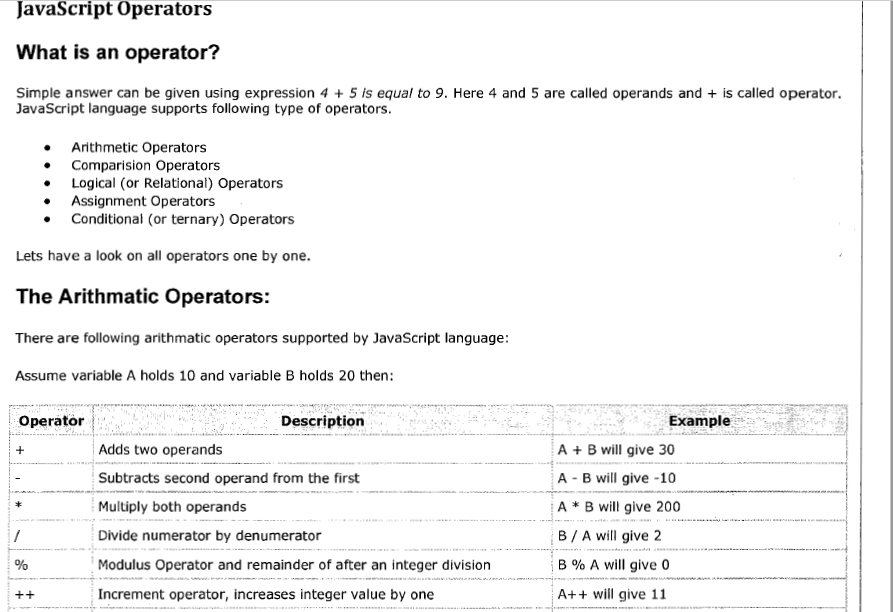 JavaScript Operators
What is an operator?
Simple answer can be given using expression 4 + 5 is equal to 9. Here 4 and 5 are called operands and + is called operator.
JavaScript language supports following type of operators.
• Arithmetic Operators
• Comparision Operators
• Logical (or Relational) Operators
• Assignment Operators
• Conditional (or ternary) Operators
Lets have a look on all operators one by one.
The Arithmatic Operators:
There are following arithmatic operators supported by JavaScript language:
Assume variable A holds 10 and variable B holds 20 then:
Operator Description Example
+ Adds two operands A + B will give 30
- Subtracts second operand from the first A - B will give -10
* Multiply both operands A * B will give 200
/ Divide numerator by denumerator B / A will give 2
% Modulus Operator and remainder of after an integer division B % A will give 0
++ Increment operator, increases integer value by one A++ will give 11